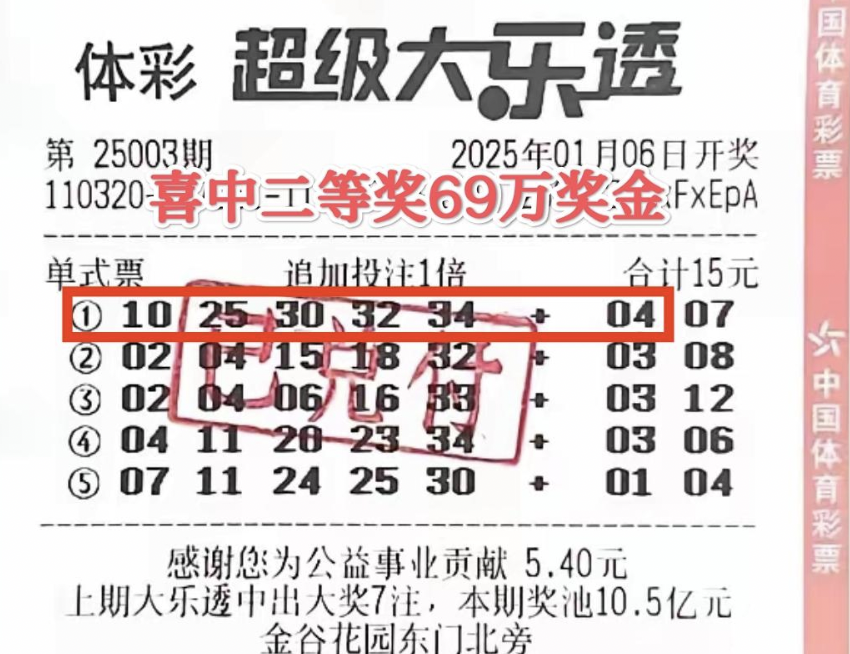 体彩 超级大乐透
第 25003期 2025年01月06日开奖
110320- FxEpA
喜中二等奖69万奖金
单式票 追加投注1倍 合计15元
① 10 25 30 32 34 + 04 07
② 02 04 15 18 32 + 03 08
③ 02 04 06 16 33 + 03 12
④ 04 11 20 23 34 + 03 06
⑤ 07 11 24 25 30 + 01 04
已兑付
感谢您为公益事业贡献 5.40元
上期大乐透中出大奖7注，本期奖池10.5亿元
金谷花园东门北旁
国体育彩票
中国体育彩票